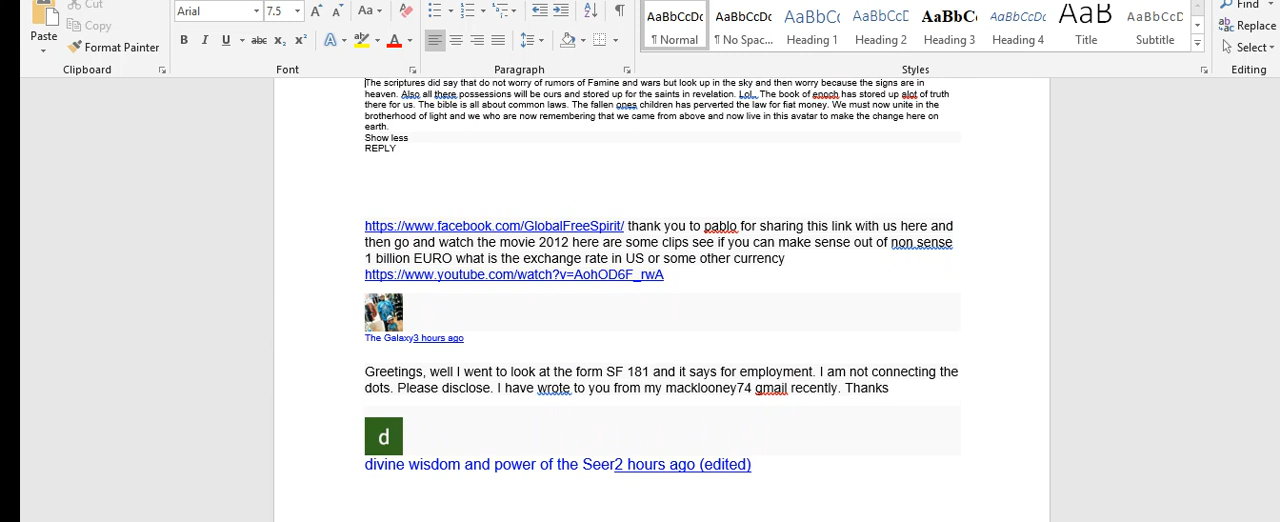 Cut
Copy
Paste
Format Painter
Clipboard
Arial
7.5
Aa
B I U abc x₂ x² A A
Font
Paragraph
AaBbCcDc
¶ Normal
AaBbCcDc
¶ No Spac...
AaBbCc
Heading 1
AaBbCcD
Heading 2
AaBbCc
Heading 3
AaBbCcD
Heading 4
AaB
Title
AaBbCcD
Subtitle
Styles
Find
Replace
Select
Editing
The scriptures did say that do not worry of rumors of Famine and wars but look up in the sky and then worry because the signs are in
heaven. Also all there possessions will be ours and stored up for the saints in revelation. Lol.. The book of enoch has stored up alot of truth
there for us. The bible is all about common laws. The fallen ones children has perverted the law for fiat money. We must now unite in the
brotherhood of light and we who are now remembering that we came from above and now live in this avatar to make the change here on
earth.
Show less
REPLY
https://www.facebook.com/GlobalFreeSpirit/ thank you to pablo for sharing this link with us here and
then go and watch the movie 2012 here are some clips see if you can make sense out of non sense
1 billion EURO what is the exchange rate in US or some other currency
https://www.youtube.com/watch?v=AohOD6F_rwA
The Galaxy3 hours ago
Greetings, well I went to look at the form SF 181 and it says for employment. I am not connecting the
dots. Please disclose. I have wrote to you from my macklooney74 gmail recently. Thanks
d
divine wisdom and power of the Seer2 hours ago (edited)